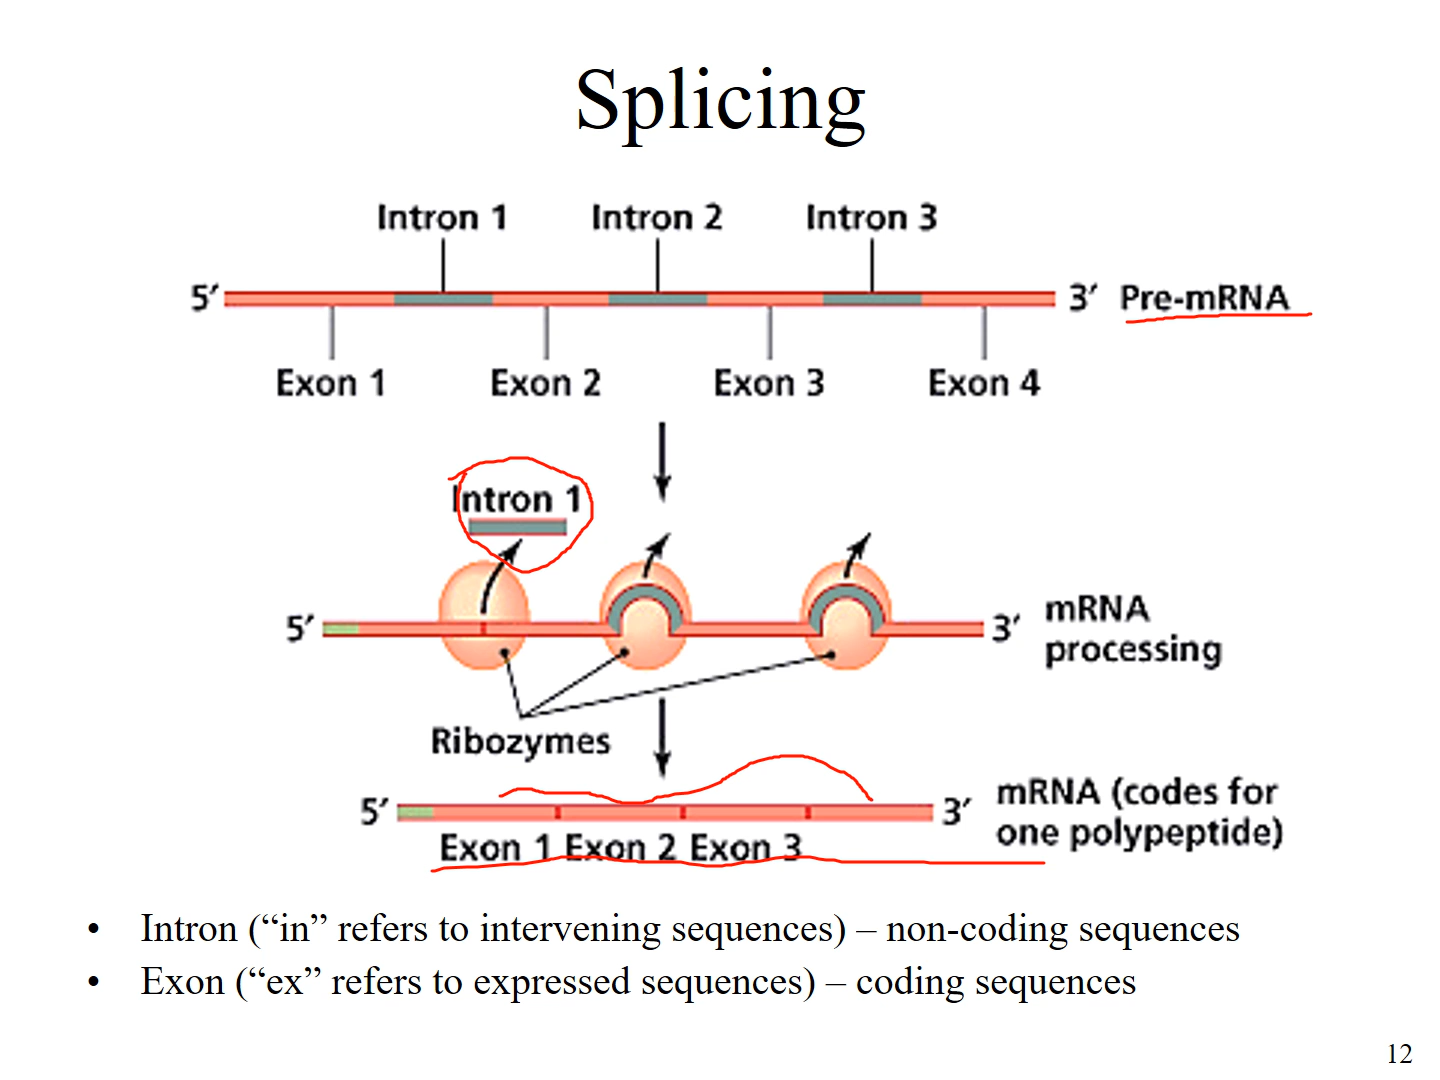 Splicing
Intron 1 Intron 2 Intron 3
5′ 3′ Pre-mRNA
Exon 1 Exon 2 Exon 3 Exon 4
Intron 1
5′ 3′ mRNA
processing
Ribozymes
5′ 3′ mRNA (codes for
one polypeptide)
Exon 1 Exon 2 Exon 3
• Intron (“in” refers to intervening sequences) – non-coding sequences
• Exon (“ex” refers to expressed sequences) – coding sequences
12